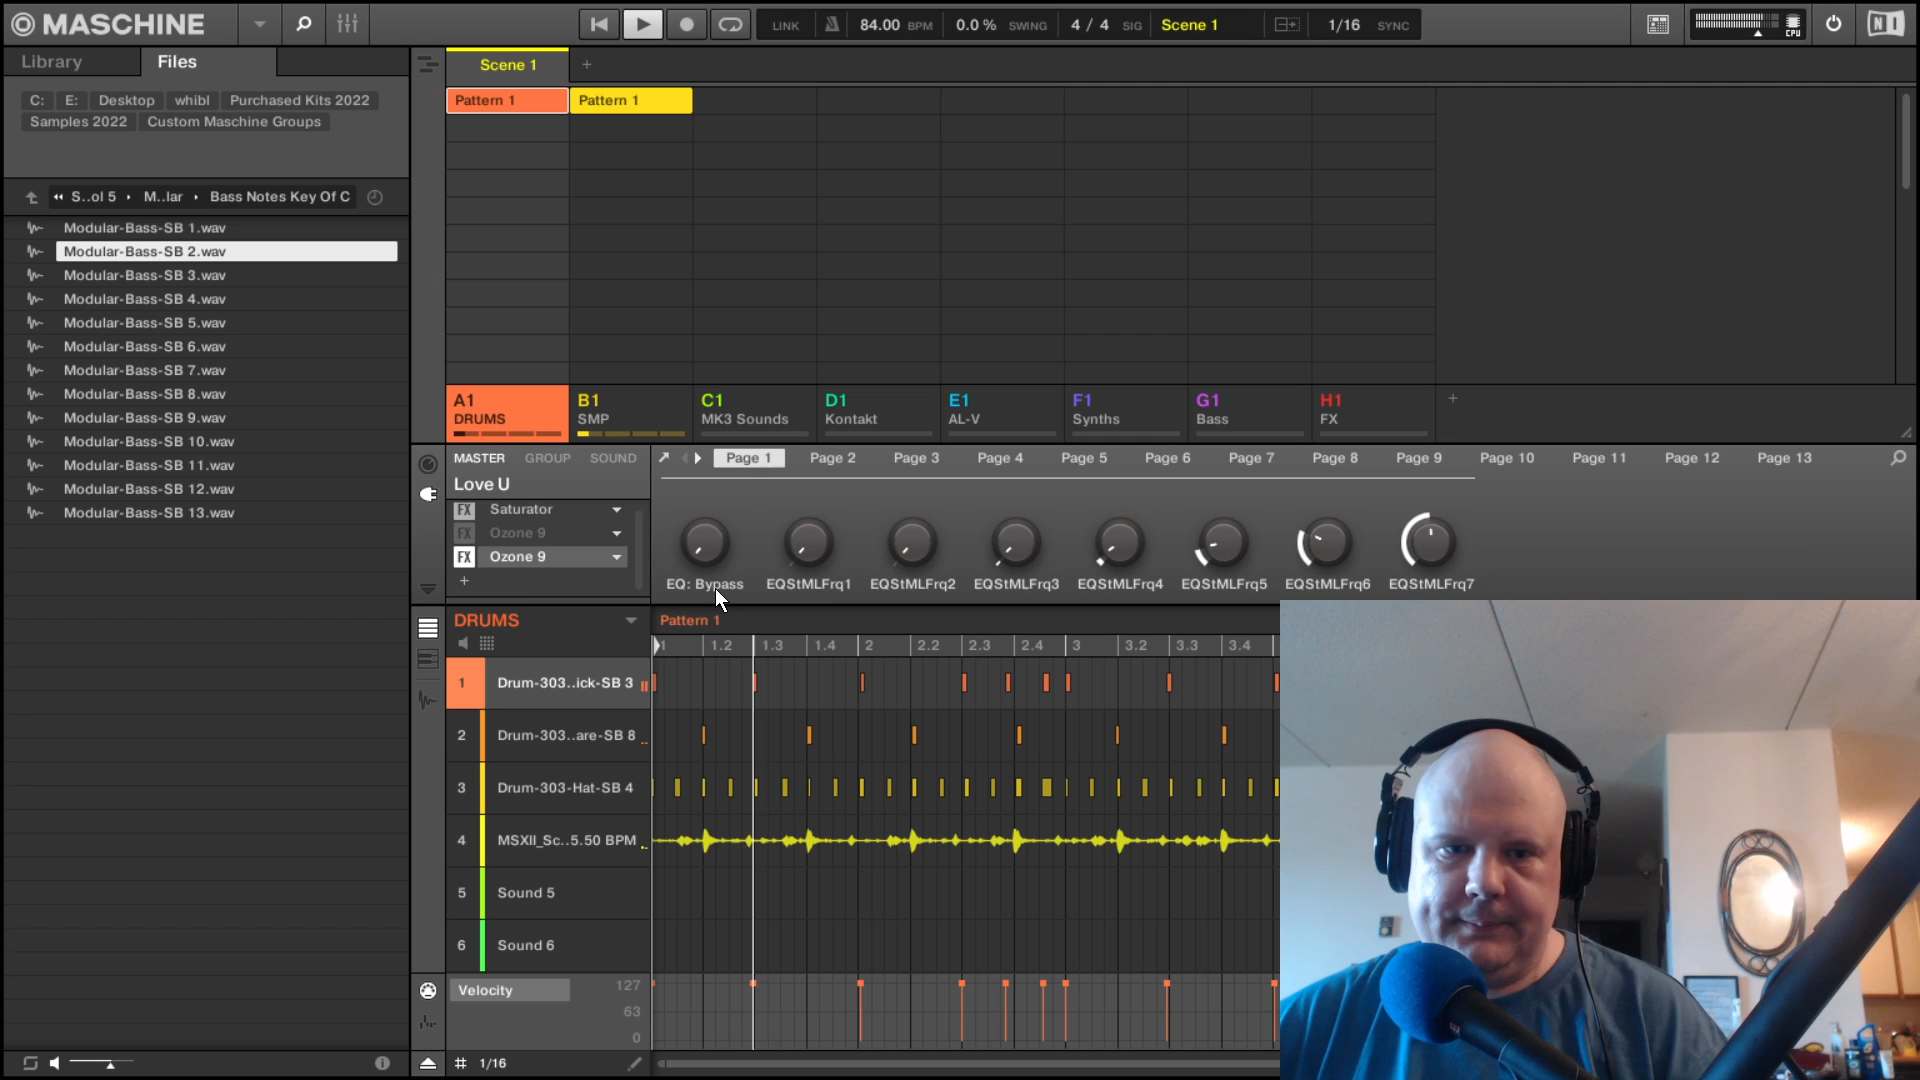 MASCHINE
LINK 84.00 BPM 0.0 % SWING 4 / 4 SIG Scene 1 1/16 SYNC
CPU
NI
Library Files
C: E: Desktop whibl Purchased Kits 2022
Samples 2022 Custom Maschine Groups
S..ol 5 M..lar Bass Notes Key Of C
Modular-Bass-SB 1.wav
Modular-Bass-SB 2.wav
Modular-Bass-SB 3.wav
Modular-Bass-SB 4.wav
Modular-Bass-SB 5.wav
Modular-Bass-SB 6.wav
Modular-Bass-SB 7.wav
Modular-Bass-SB 8.wav
Modular-Bass-SB 9.wav
Modular-Bass-SB 10.wav
Modular-Bass-SB 11.wav
Modular-Bass-SB 12.wav
Modular-Bass-SB 13.wav
Scene 1 +
Pattern 1 Pattern 1
A1 B1 C1 D1 E1 F1 G1 H1 +
DRUMS SMP MK3 Sounds Kontakt AL-V Synths Bass FX
MASTER GROUP SOUND
Page 1 Page 2 Page 3 Page 4 Page 5 Page 6 Page 7 Page 8 Page 9 Page 10 Page 11 Page 12 Page 13
Love U
FX Saturator
FX Ozone 9
FX Ozone 9
+
EQ: Bypass EQStMLFrq1 EQStMLFrq2 EQStMLFrq3 EQStMLFrq4 EQStMLFrq5 EQStMLFrq6 EQStMLFrq7
DRUMS Pattern 1
1 1.2 1.3 1.4 2 2.2 2.3 2.4 3 3.2 3.3 3.4
1 Drum-303..ick-SB 3
2 Drum-303..are-SB 8
3 Drum-303-Hat-SB 4
4 MSXII_Sc..5.50 BPM
5 Sound 5
6 Sound 6
Velocity 127
63
0
1/16